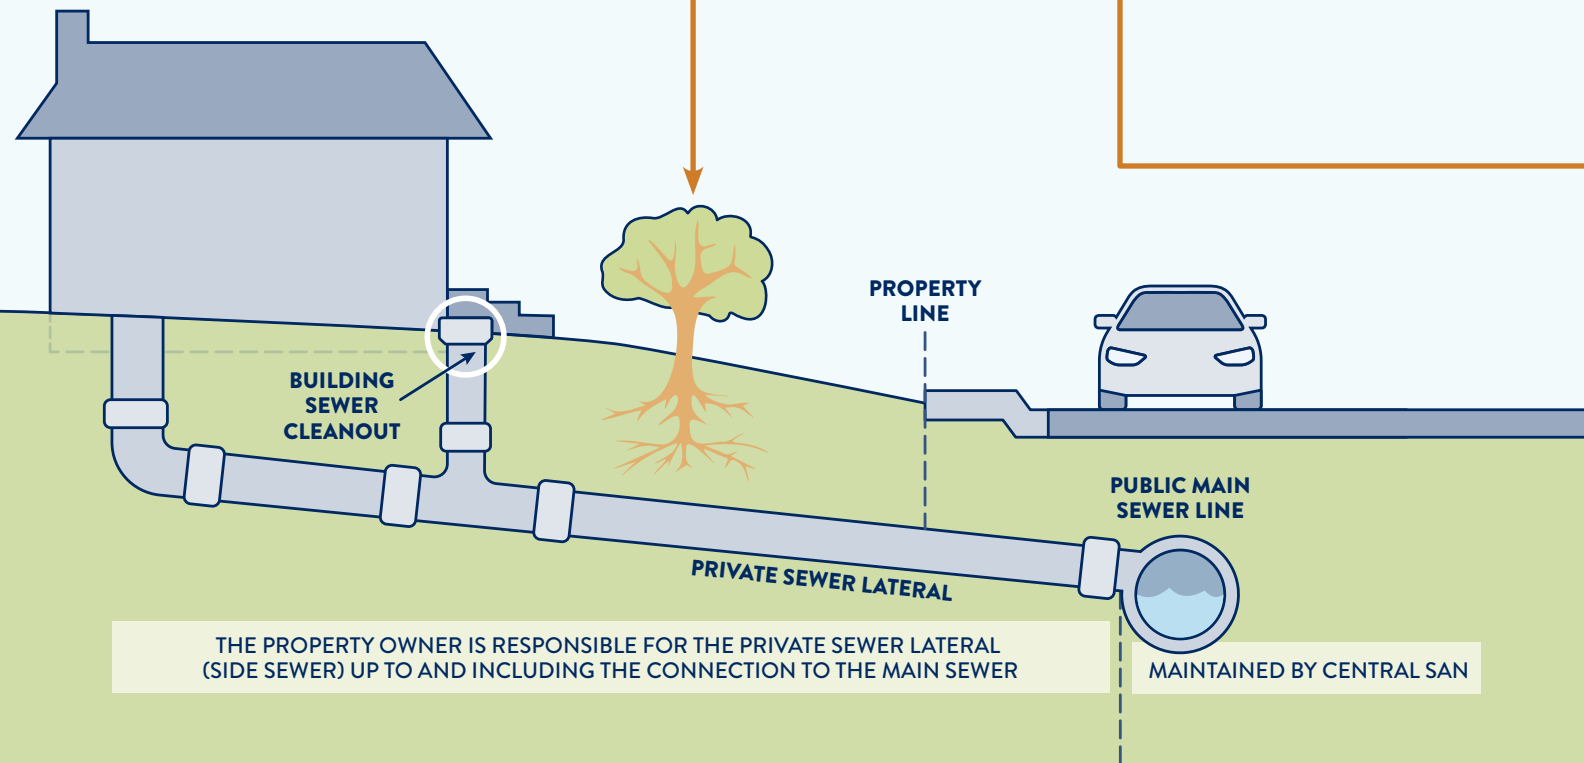 PROPERTY
LINE
BUILDING
SEWER
CLEANOUT
PUBLIC MAIN
SEWER LINE
PRIVATE SEWER LATERAL
THE PROPERTY OWNER IS RESPONSIBLE FOR THE PRIVATE SEWER LATERAL
(SIDE SEWER) UP TO AND INCLUDING THE CONNECTION TO THE MAIN SEWER
MAINTAINED BY CENTRAL SAN